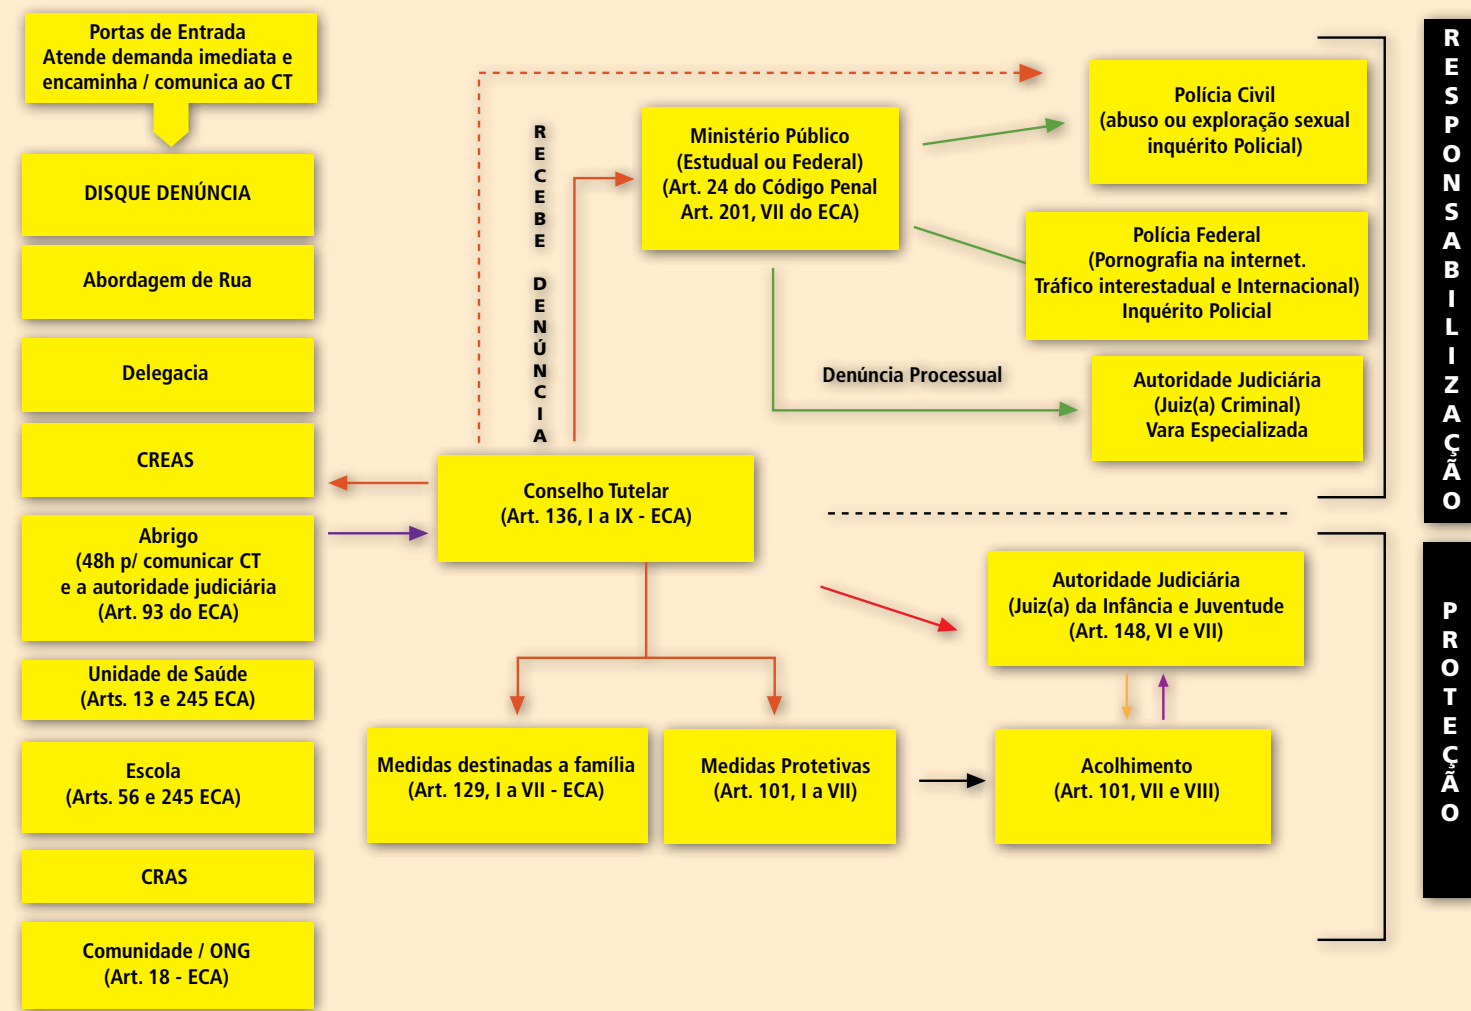 Portas de Entrada
Atende demanda imediata e
encaminha / comunica ao CT
DISQUE DENÚNCIA
Abordagem de Rua
Delegacia
CREAS
Abrigo
(48h p/ comunicar CT
e a autoridade judiciária
(Art. 93 do ECA)
Unidade de Saúde
(Arts. 13 e 245 ECA)
Escola
(Arts. 56 e 245 ECA)
CRAS
Comunidade / ONG
(Art. 18 - ECA)
RECEBE DENÚNCIA
Conselho Tutelar
(Art. 136, I a IX - ECA)
Ministério Público
(Estudual ou Federal)
(Art. 24 do Código Penal
Art. 201, VII do ECA)
Polícia Civil
(abuso ou exploração sexual
inquérito Policial)
Polícia Federal
(Pornografia na internet.
Tráfico interestadual e Internacional)
Inquérito Policial
Denúncia Processual
Autoridade Judiciária
(Juiz(a) Criminal)
Vara Especializada
Autoridade Judiciária
(Juiz(a) da Infância e Juventude
(Art. 148, VI e VII)
Medidas destinadas a família
(Art. 129, I a VII - ECA)
Medidas Protetivas
(Art. 101, I a VII)
Acolhimento
(Art. 101, VII e VIII)
RESPONSABILIZAÇÃO
PROTEÇÃO